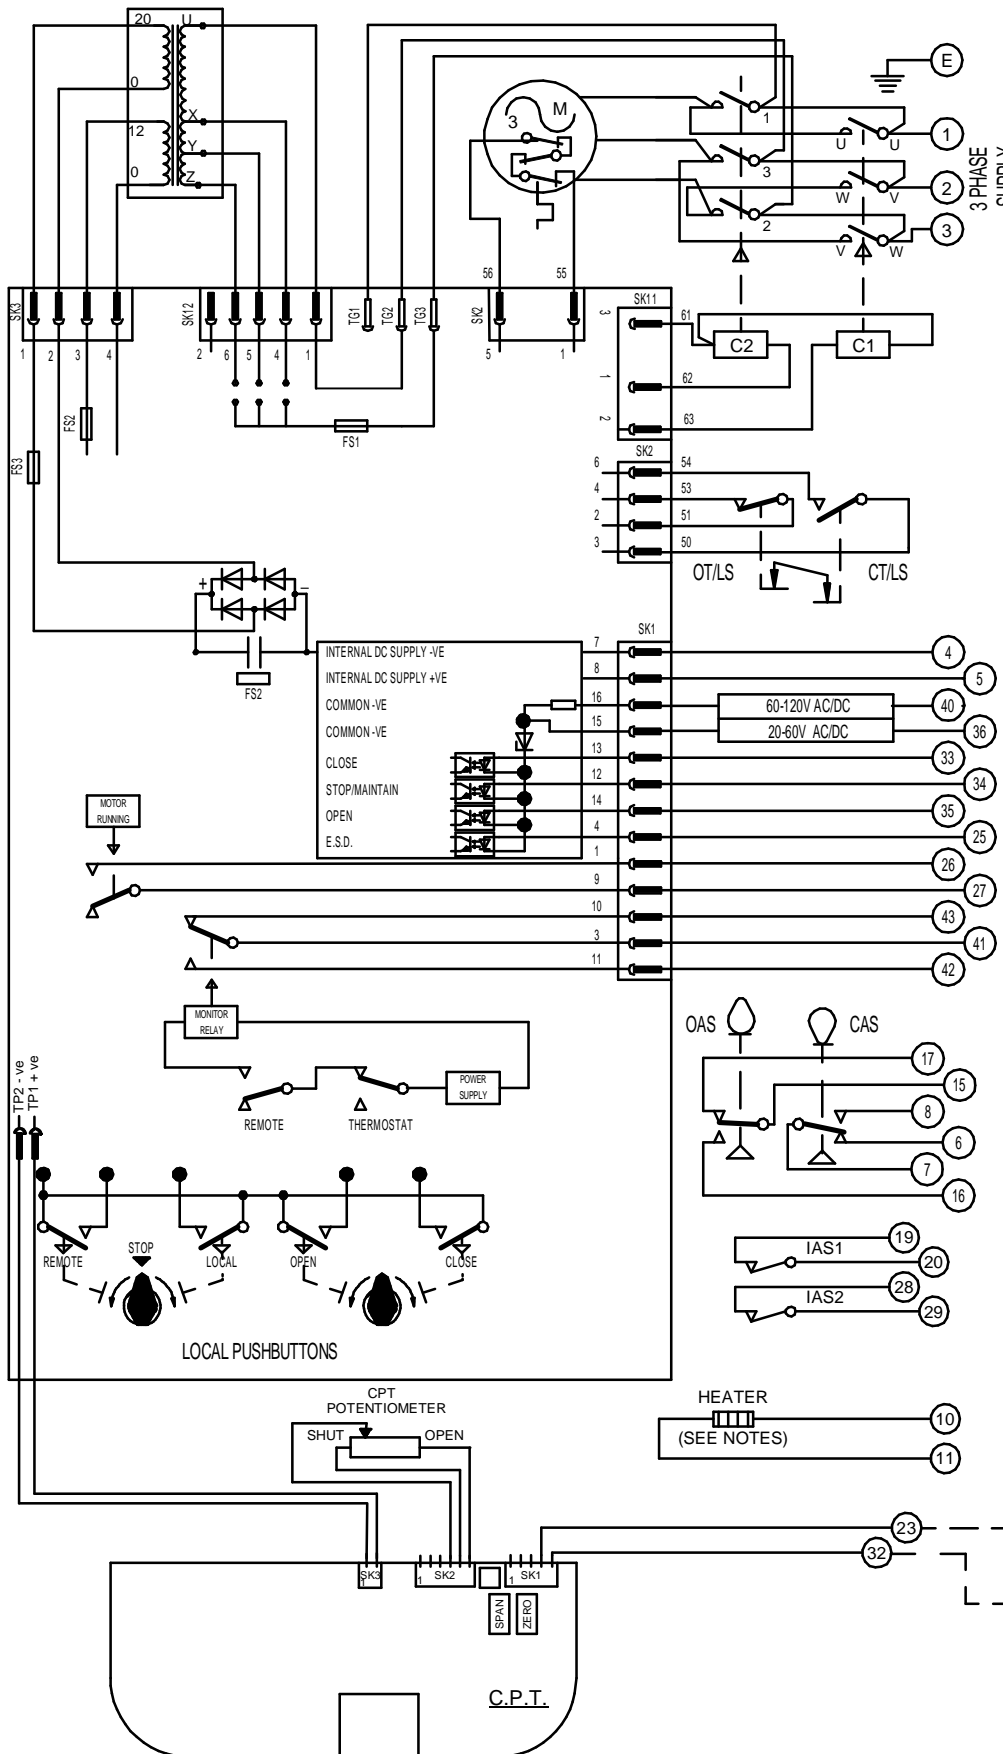 20
U
0
X
12
Y
0
Z
M
3
1
3
2
U
U
W
V
V
W
E
1
2
3
3 PHASE
SUPPLY
SK3
1
2
3
4
SK12
2
6
5
4
1
TG1
TG2
TG3
56
55
SK2
5
1
SK11
3
61
1
62
2
63
C2
C1
FS2
FS3
FS1
SK2
6
54
4
53
2
51
3
50
OT/LS
CT/LS
+
–
FS2
SK1
INTERNAL DC SUPPLY -VE
7
4
INTERNAL DC SUPPLY +VE
8
5
COMMON -VE
16
60-120V AC/DC
40
COMMON -VE
15
20-60V AC/DC
36
CLOSE
13
33
STOP/MAINTAIN
12
34
OPEN
14
35
E.S.D.
4
25
MOTOR
RUNNING
1
26
9
27
10
43
3
41
11
42
MONITOR
RELAY
REMOTE
THERMOSTAT
POWER
SUPPLY
TP2 - ve
TP1 + ve
OAS
CAS
17
15
8
6
7
16
REMOTE
STOP
LOCAL
OPEN
CLOSE
IAS1
19
20
IAS2
28
29
LOCAL PUSHBUTTONS
CPT
POTENTIOMETER
SHUT
OPEN
HEATER
(SEE NOTES)
10
11
23
32
SK3
1
SK2
1
SK1
1
SPAN
ZERO
C.P.T.